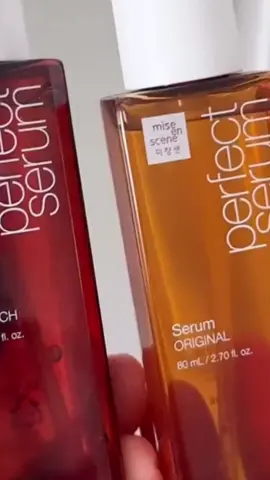 perfect
serum
CH
fl. oz.
mise
en
scène
미쟝센
perfect
serum
Serum
ORIGINAL
80 mL / 2.70 fl. oz.